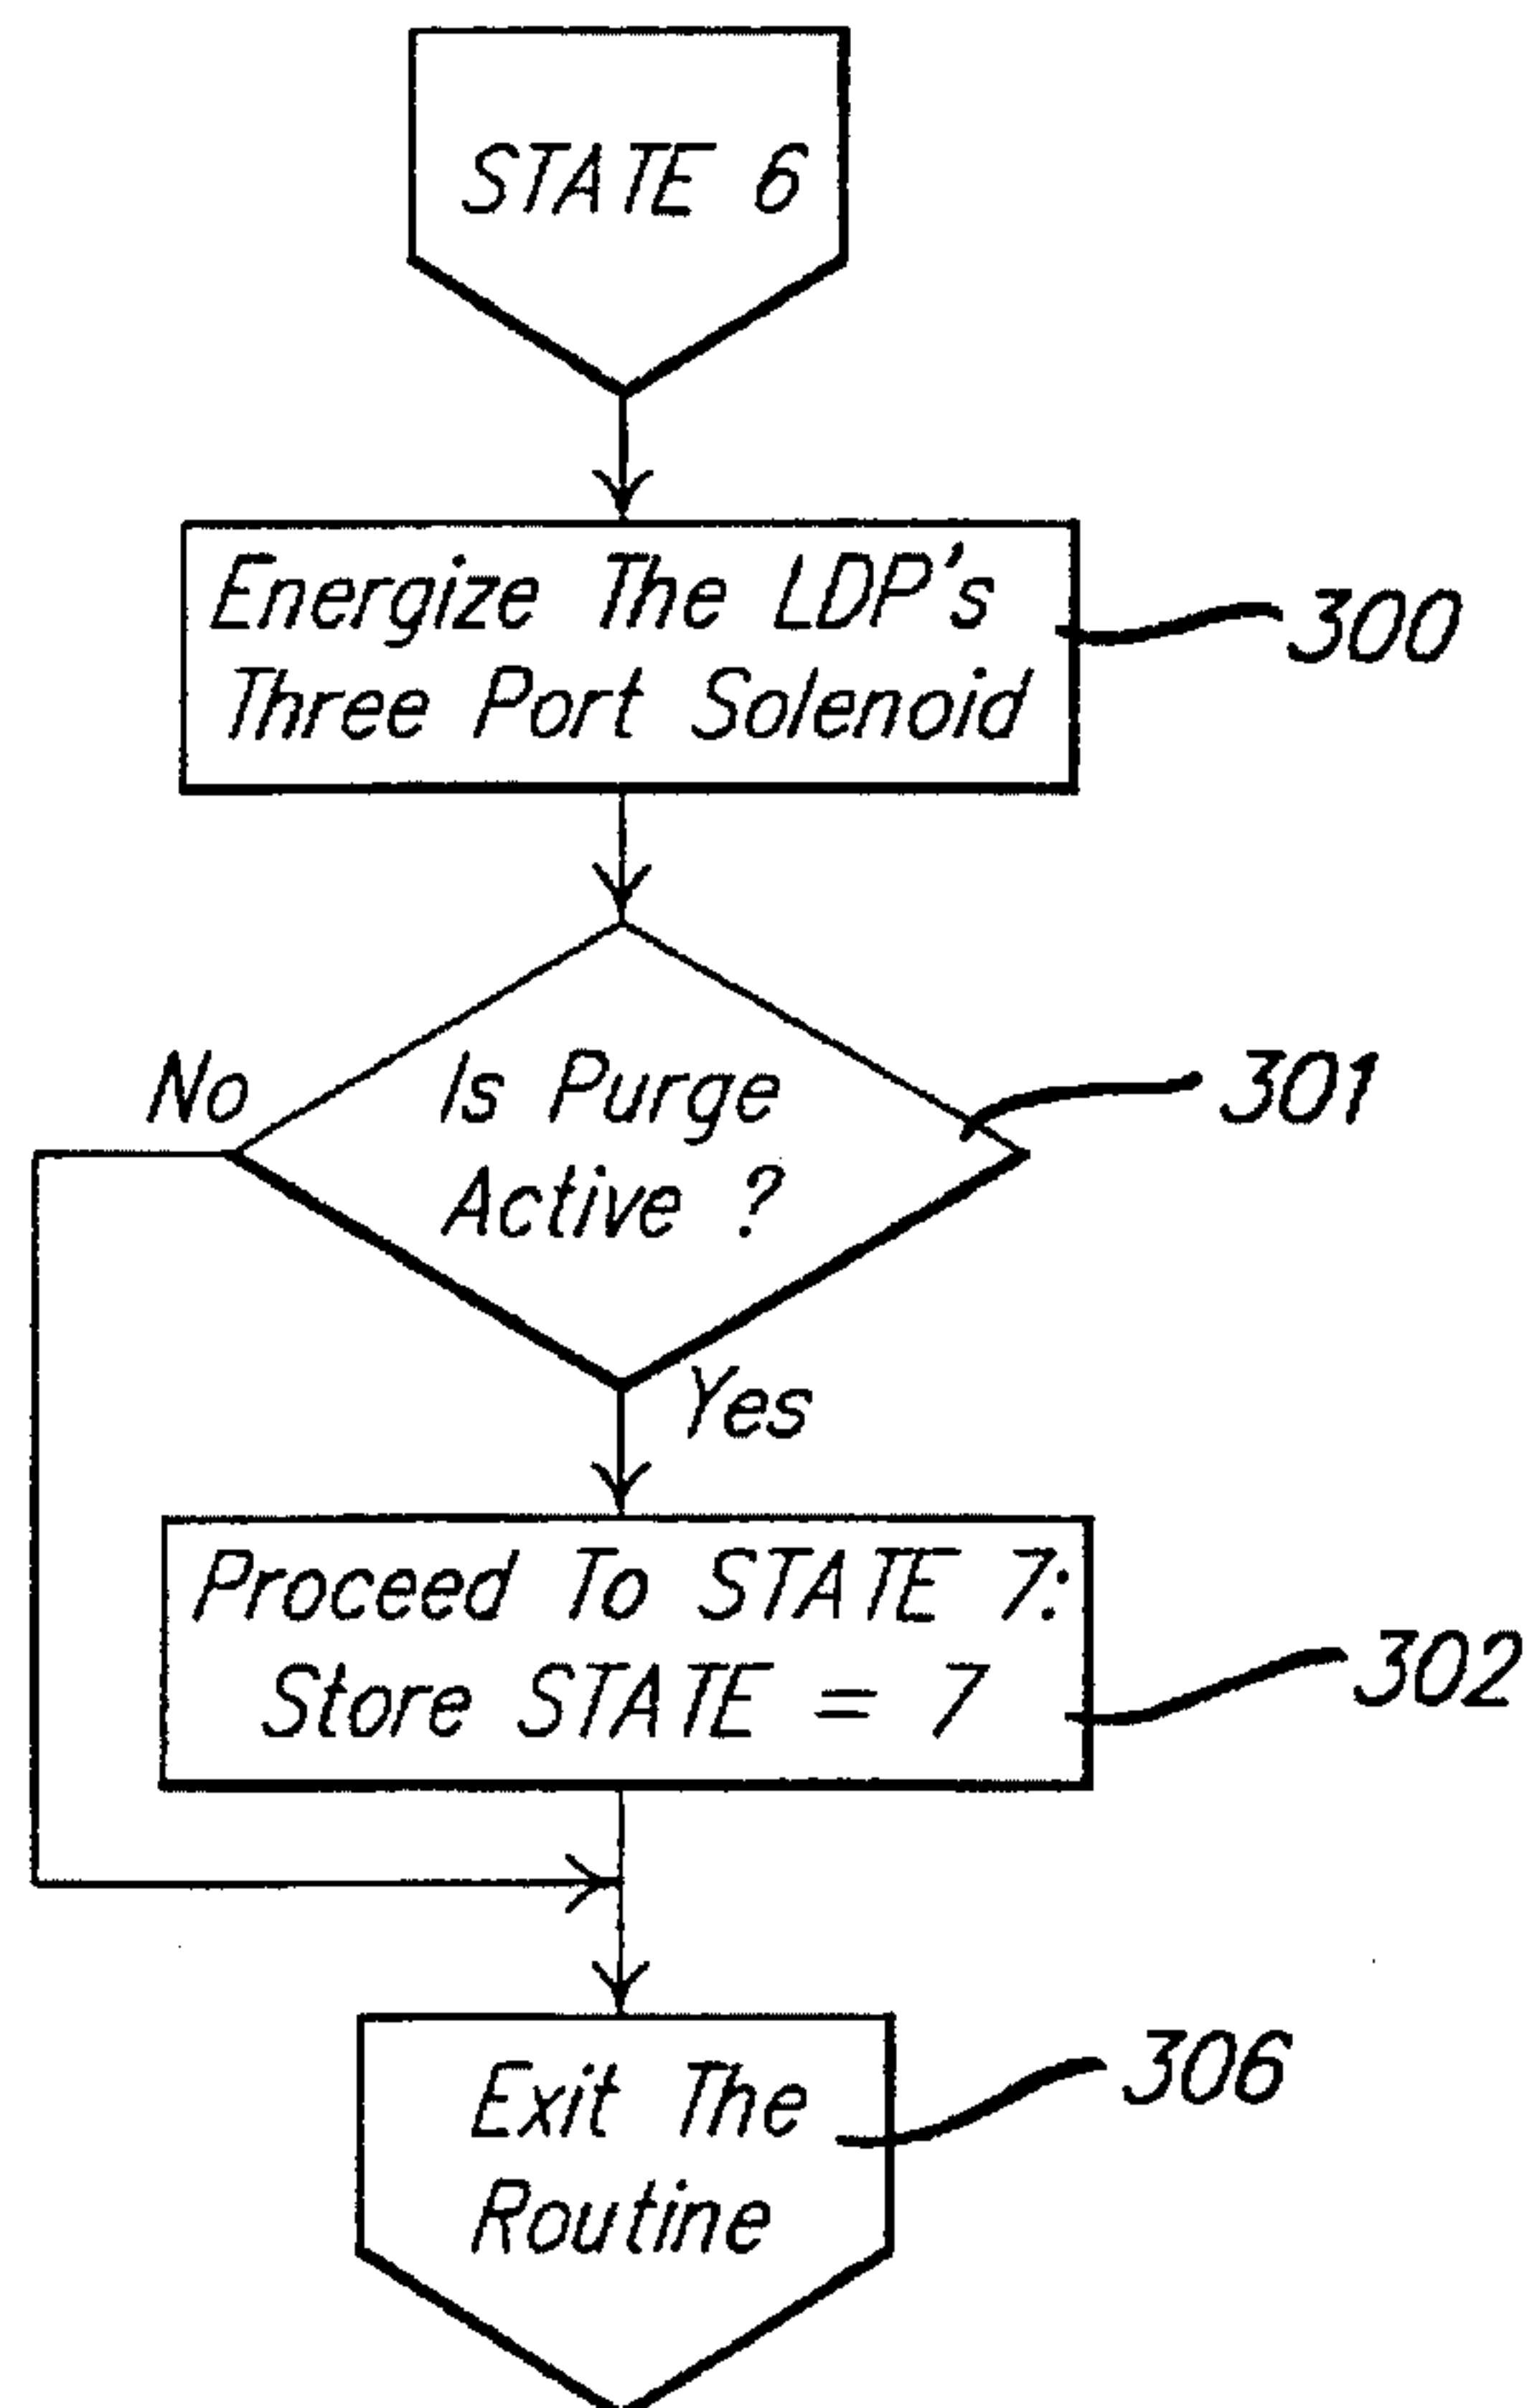 STATE 6
Energize The LDP's
Three Port Solenoid
300
Is Purge
Active ?
301
No
Yes
Proceed To STATE 7:
Store STATE = 7
302
Exit The
Routine
306